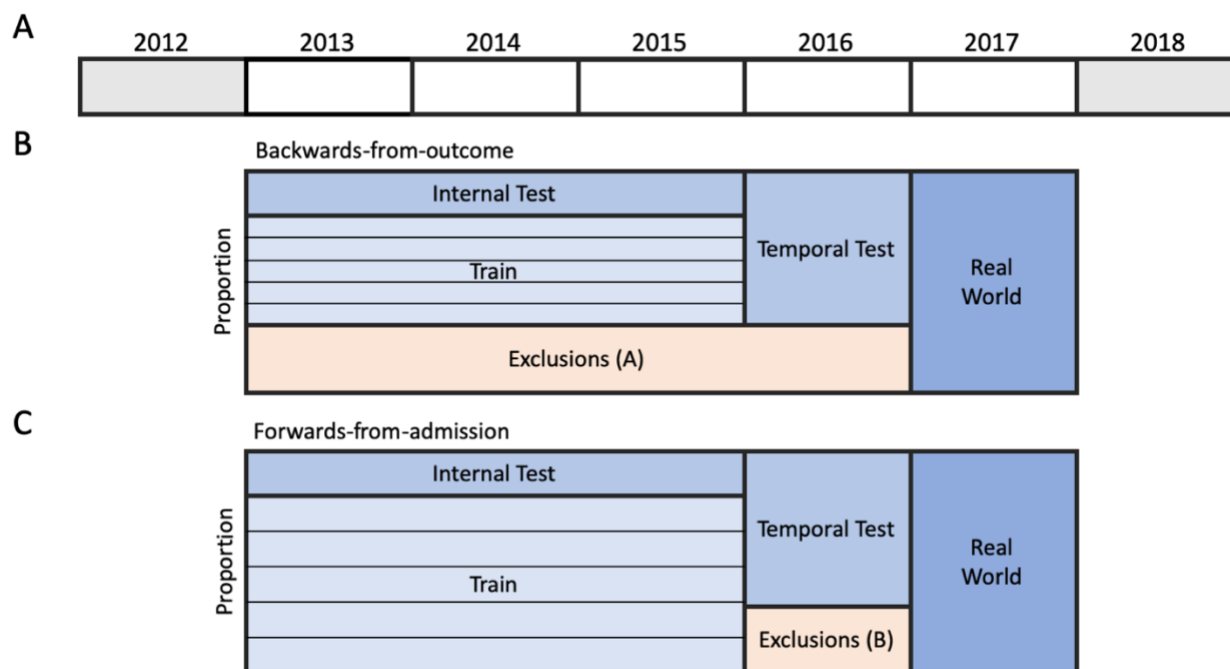 A
2012 2013 2014 2015 2016 2017 2018
B
Backwards-from-outcome
Proportion
Internal Test
Train
Temporal Test
Real
World
Exclusions (A)
C
Forwards-from-admission
Proportion
Internal Test
Train
Temporal Test
Real
World
Exclusions (B)